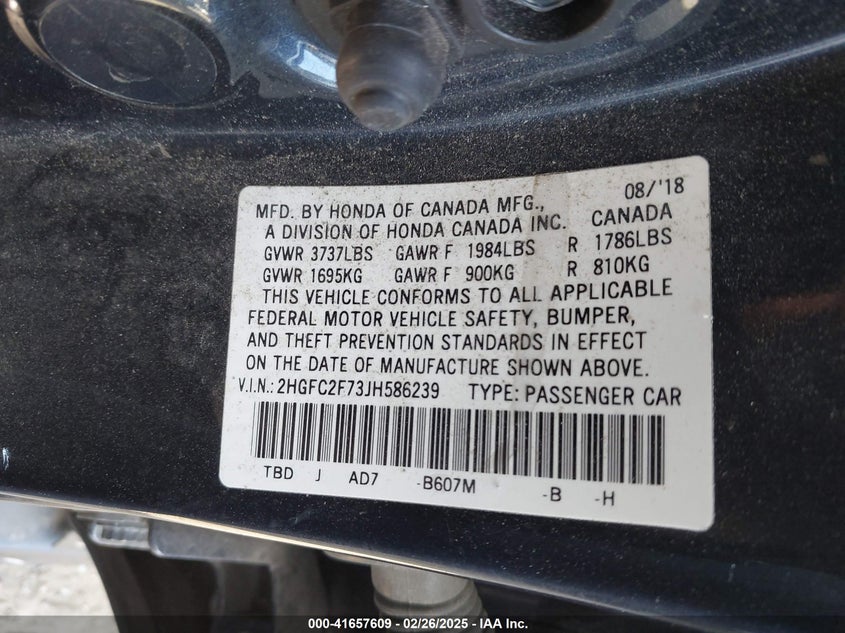 08/'18
MFD. BY HONDA OF CANADA MFG.,
A DIVISION OF HONDA CANADA INC. CANADA
GVWR 3737LBS GAWR F 1984LBS R 1786LBS
GVWR 1695KG GAWR F 900KG R 810KG
THIS VEHICLE CONFORMS TO ALL APPLICABLE
FEDERAL MOTOR VEHICLE SAFETY, BUMPER,
AND THEFT PREVENTION STANDARDS IN EFFECT
ON THE DATE OF MANUFACTURE SHOWN ABOVE.
V.I.N.: 2HGFC2F73JH586239 TYPE: PASSENGER CAR
TBD J AD7 -B607M -B -H
000-41657609 - 02/26/2025 - IAA Inc.